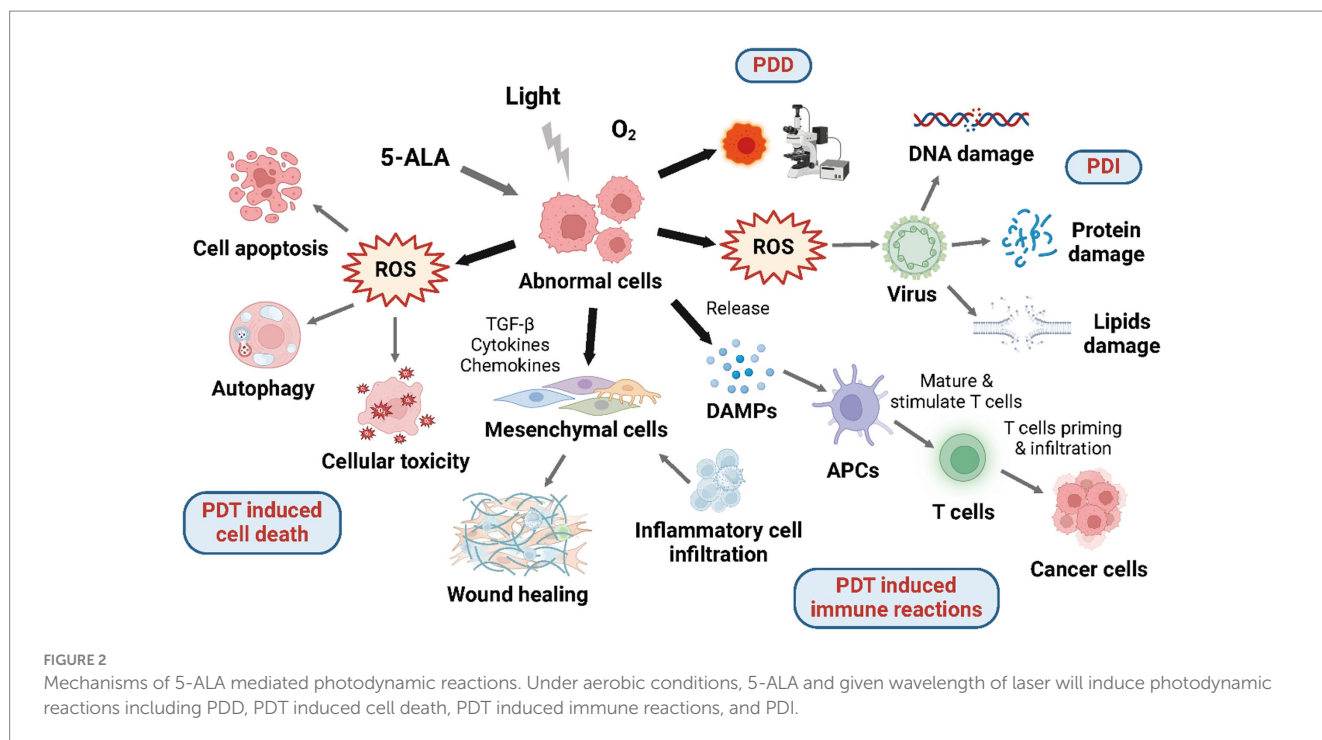 PDD
Light
O₂
5-ALA
DNA damage
PDI
Cell apoptosis
ROS
Abnormal cells
ROS
Virus
Protein
damage
Release
TGF-β
Cytokines
Chemokines
Lipids
damage
Autophagy
Cellular toxicity
Mesenchymal cells
DAMPs
Mature &
stimulate T cells
APCs
T cells priming
& infiltration
T cells
PDT induced
cell death
Inflammatory cell
infiltration
Wound healing
Cancer cells
PDT induced
immune reactions
FIGURE 2
Mechanisms of 5-ALA mediated photodynamic reactions. Under aerobic conditions, 5-ALA and given wavelength of laser will induce photodynamic
reactions including PDD, PDT induced cell death, PDT induced immune reactions, and PDI.